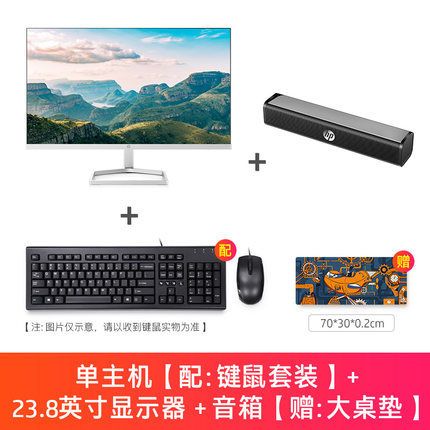 hp
+
+
配
赠
【注:图片仅示意，请以收到键鼠实物为准】
70*30*0.2cm
单主机【配:键鼠套装】+
23.8英寸显示器+音箱【赠:大桌垫】